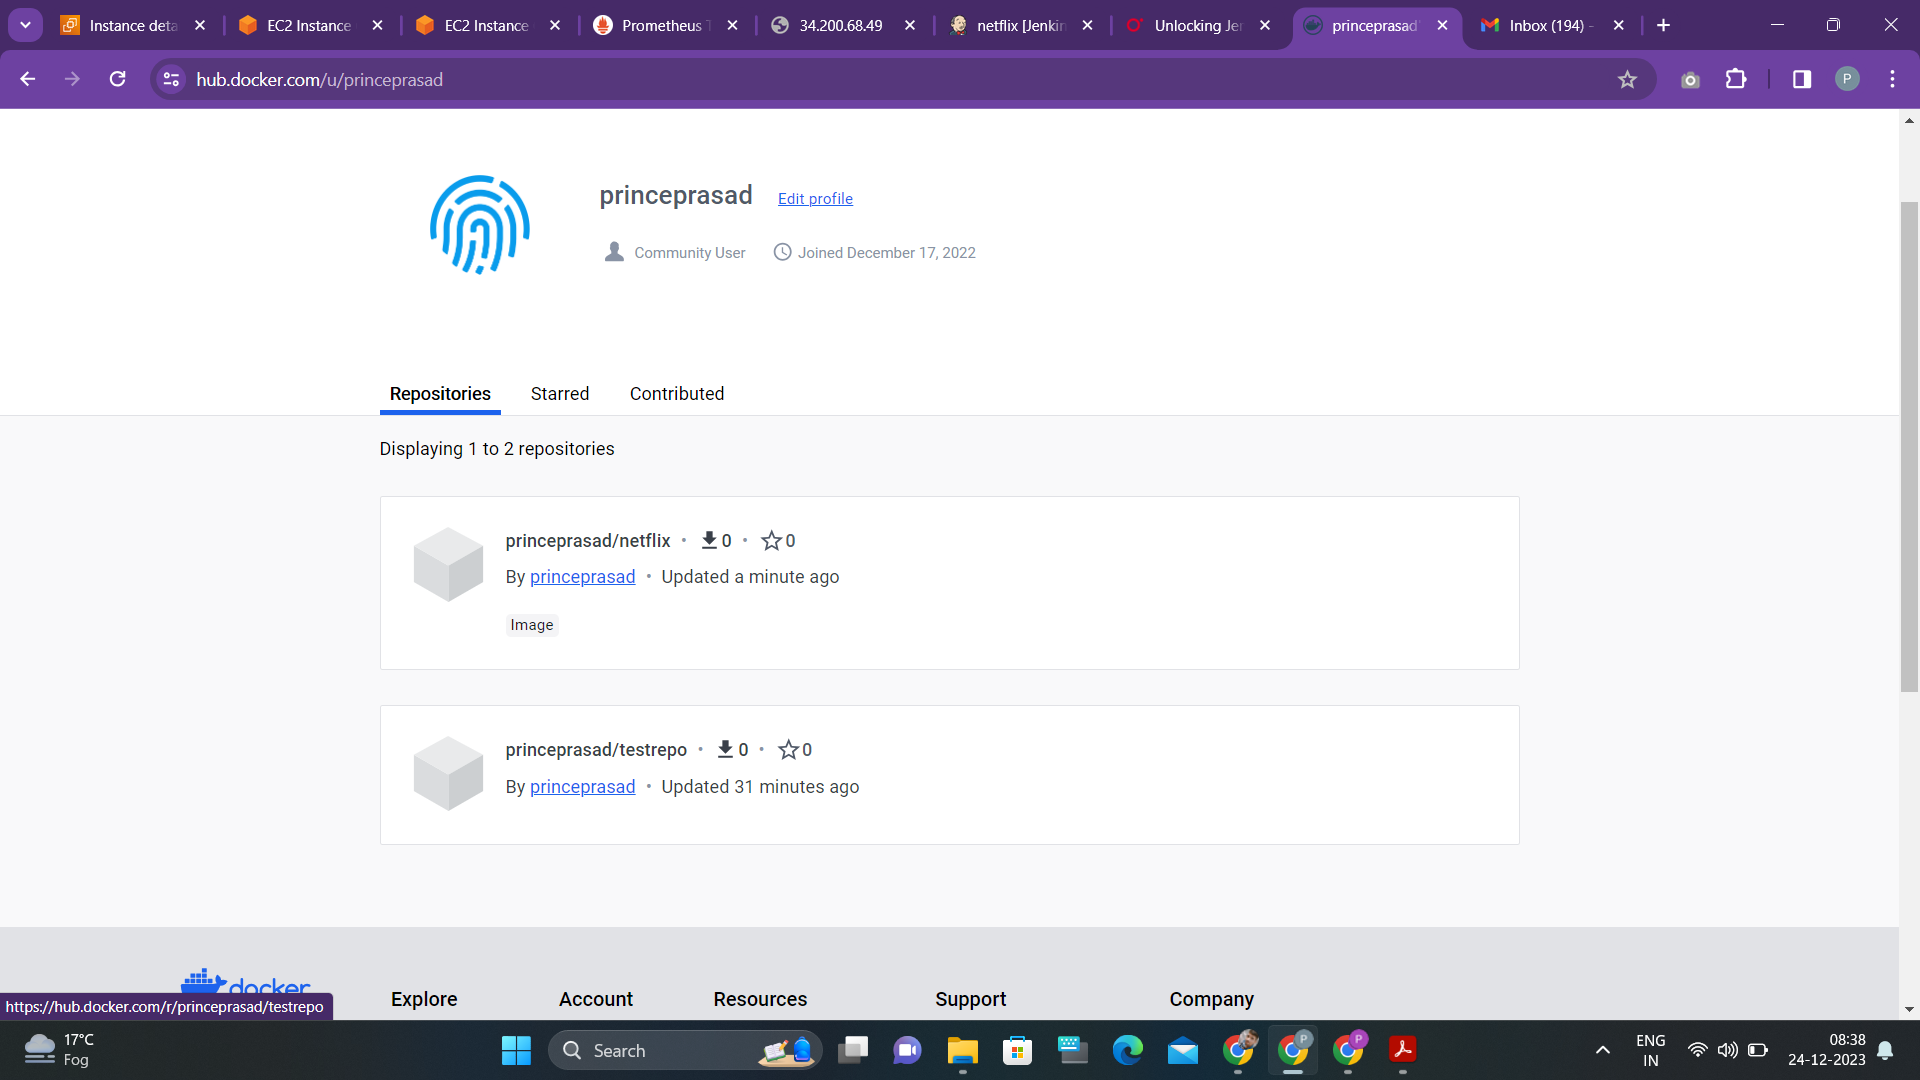 Instance deta
EC2 Instance
EC2 Instance
Prometheus T
34.200.68.49
netflix [Jenkin
Unlocking Jer
princeprasad'
Inbox (194) -
hub.docker.com/u/princeprasad
P
princeprasad Edit profile
Community User Joined December 17, 2022
Repositories Starred Contributed
Displaying 1 to 2 repositories
princeprasad/netflix • 0 • 0
By princeprasad • Updated a minute ago
Image
princeprasad/testrepo • 0 • 0
By princeprasad • Updated 31 minutes ago
docker
Explore Account Resources Support Company
https://hub.docker.com/r/princeprasad/testrepo
17°C
Fog
Search
P
P
ENG
IN
08:38
24-12-2023